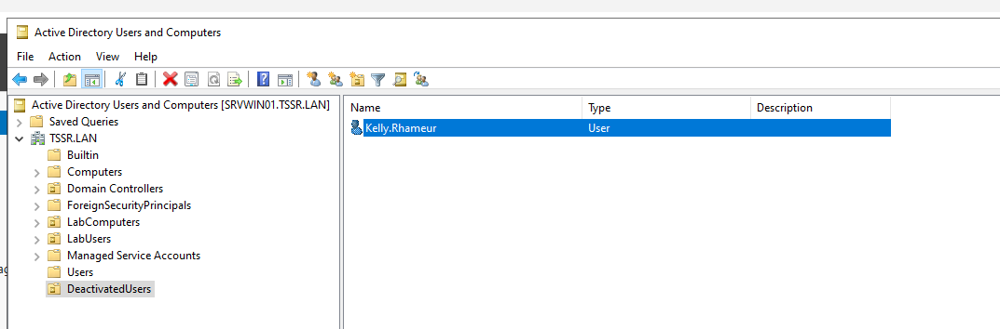 Active Directory Users and Computers
File Action View Help
Active Directory Users and Computers [SRVWIN01.TSSR.LAN]
Saved Queries
TSSR.LAN
Builtin
Computers
Domain Controllers
ForeignSecurityPrincipals
LabComputers
LabUsers
Managed Service Accounts
Users
DeactivatedUsers
Name Type Description
Kelly.Rhameur User